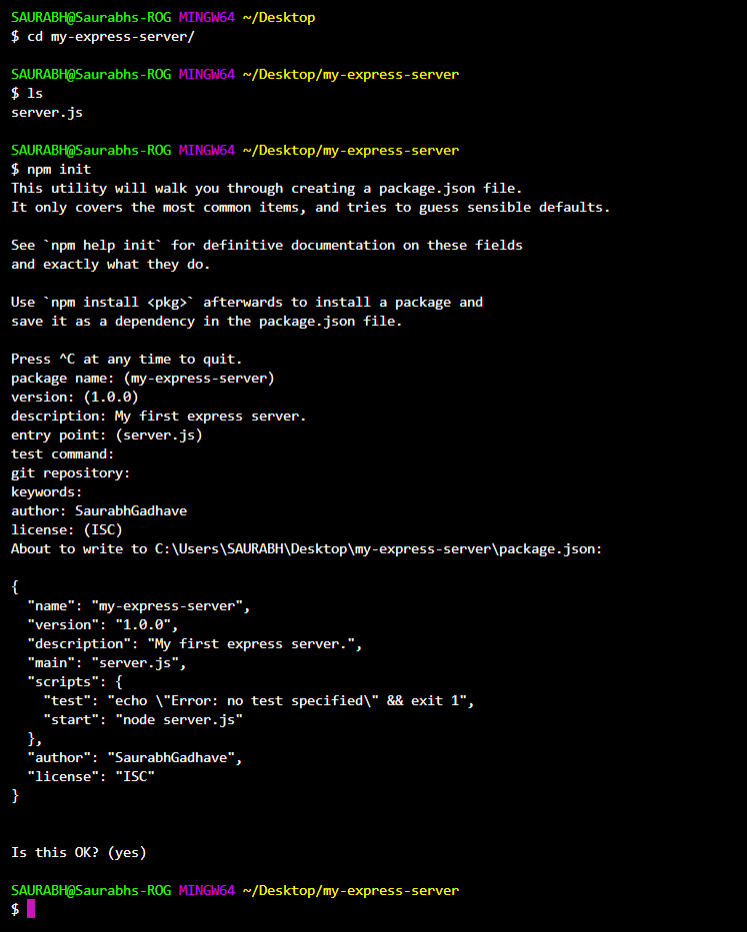 SAURABH@Saurabhs-ROG MINGW64 ~/Desktop
$ cd my-express-server/
SAURABH@Saurabhs-ROG MINGW64 ~/Desktop/my-express-server
$ ls
server.js
SAURABH@Saurabhs-ROG MINGW64 ~/Desktop/my-express-server
$ npm init
This utility will walk you through creating a package.json file.
It only covers the most common items, and tries to guess sensible defaults.
See `npm help init` for definitive documentation on these fields
and exactly what they do.
Use `npm install <pkg>` afterwards to install a package and
save it as a dependency in the package.json file.
Press ^C at any time to quit.
package name: (my-express-server)
version: (1.0.0)
description: My first express server.
entry point: (server.js)
test command:
git repository:
keywords:
author: SaurabhGadhave
license: (ISC)
About to write to C:\Users\SAURABH\Desktop\my-express-server\package.json:
{
  "name": "my-express-server",
  "version": "1.0.0",
  "description": "My first express server.",
  "main": "server.js",
  "scripts": {
    "test": "echo \"Error: no test specified\" && exit 1",
    "start": "node server.js"
  },
  "author": "SaurabhGadhave",
  "license": "ISC"
}
Is this OK? (yes)
SAURABH@Saurabhs-ROG MINGW64 ~/Desktop/my-express-server
$